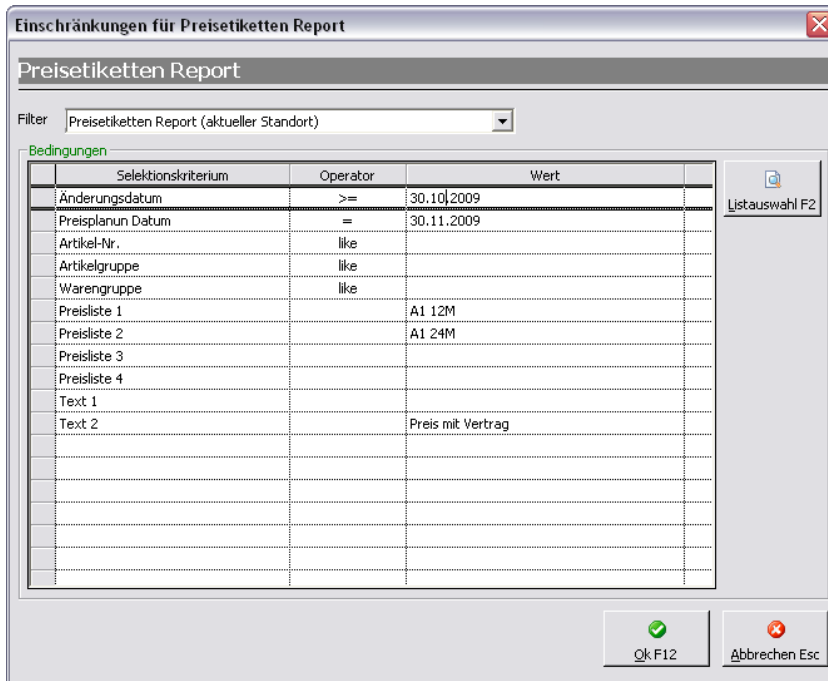 Einschränkungen für Preisetiketten Report
Preisetiketten Report
Filter Preisetiketten Report (aktueller Standort)
Bedingungen
Selektionskriterium Operator Wert
Änderungsdatum >= 30.10.2009
Preisplanun Datum = 30.11.2009
Artikel-Nr. like
Artikelgruppe like
Warengruppe like
Preisliste 1 A1 12M
Preisliste 2 A1 24M
Preisliste 3
Preisliste 4
Text 1
Text 2 Preis mit Vertrag
Listauswahl F2
Ok F12
Abbrechen Esc